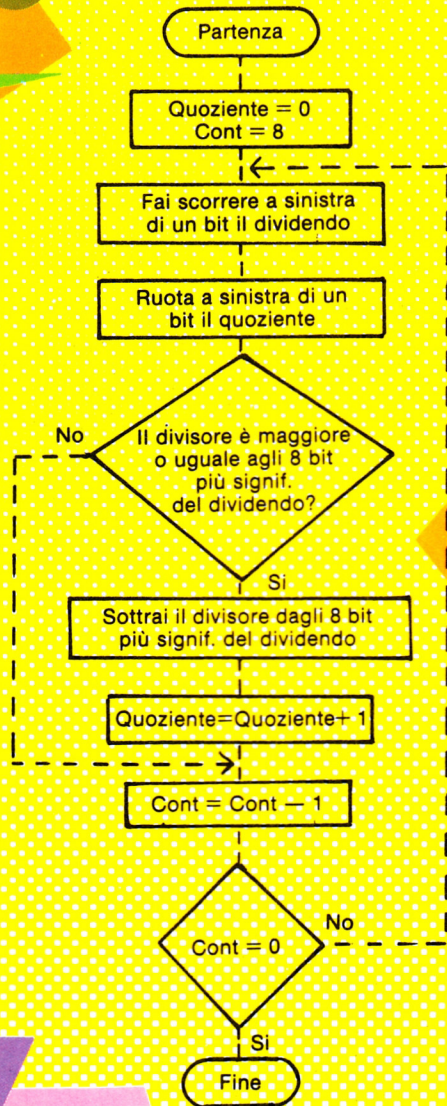 Partenza
Quoziente = 0
Cont = 8
Fai scorrere a sinistra
di un bit il dividendo
Ruota a sinistra di un
bit il quoziente
Il divisore è maggiore
o uguale agli 8 bit
più signif.
del dividendo?
No
Si
Sottrai il divisore dagli 8 bit
più signif. del dividendo
Quoziente=Quoziente+ 1
Cont = Cont — 1
Cont = 0
No
Si
Fine